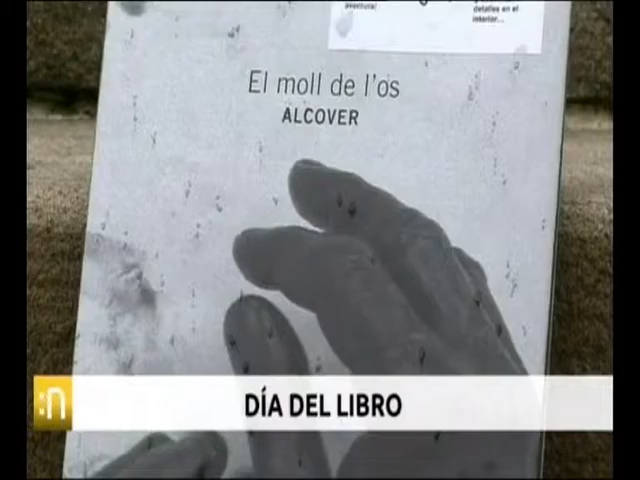 detalles en el
interior...
El moll de l'os
ALCOVER
:n
DÍA DEL LIBRO